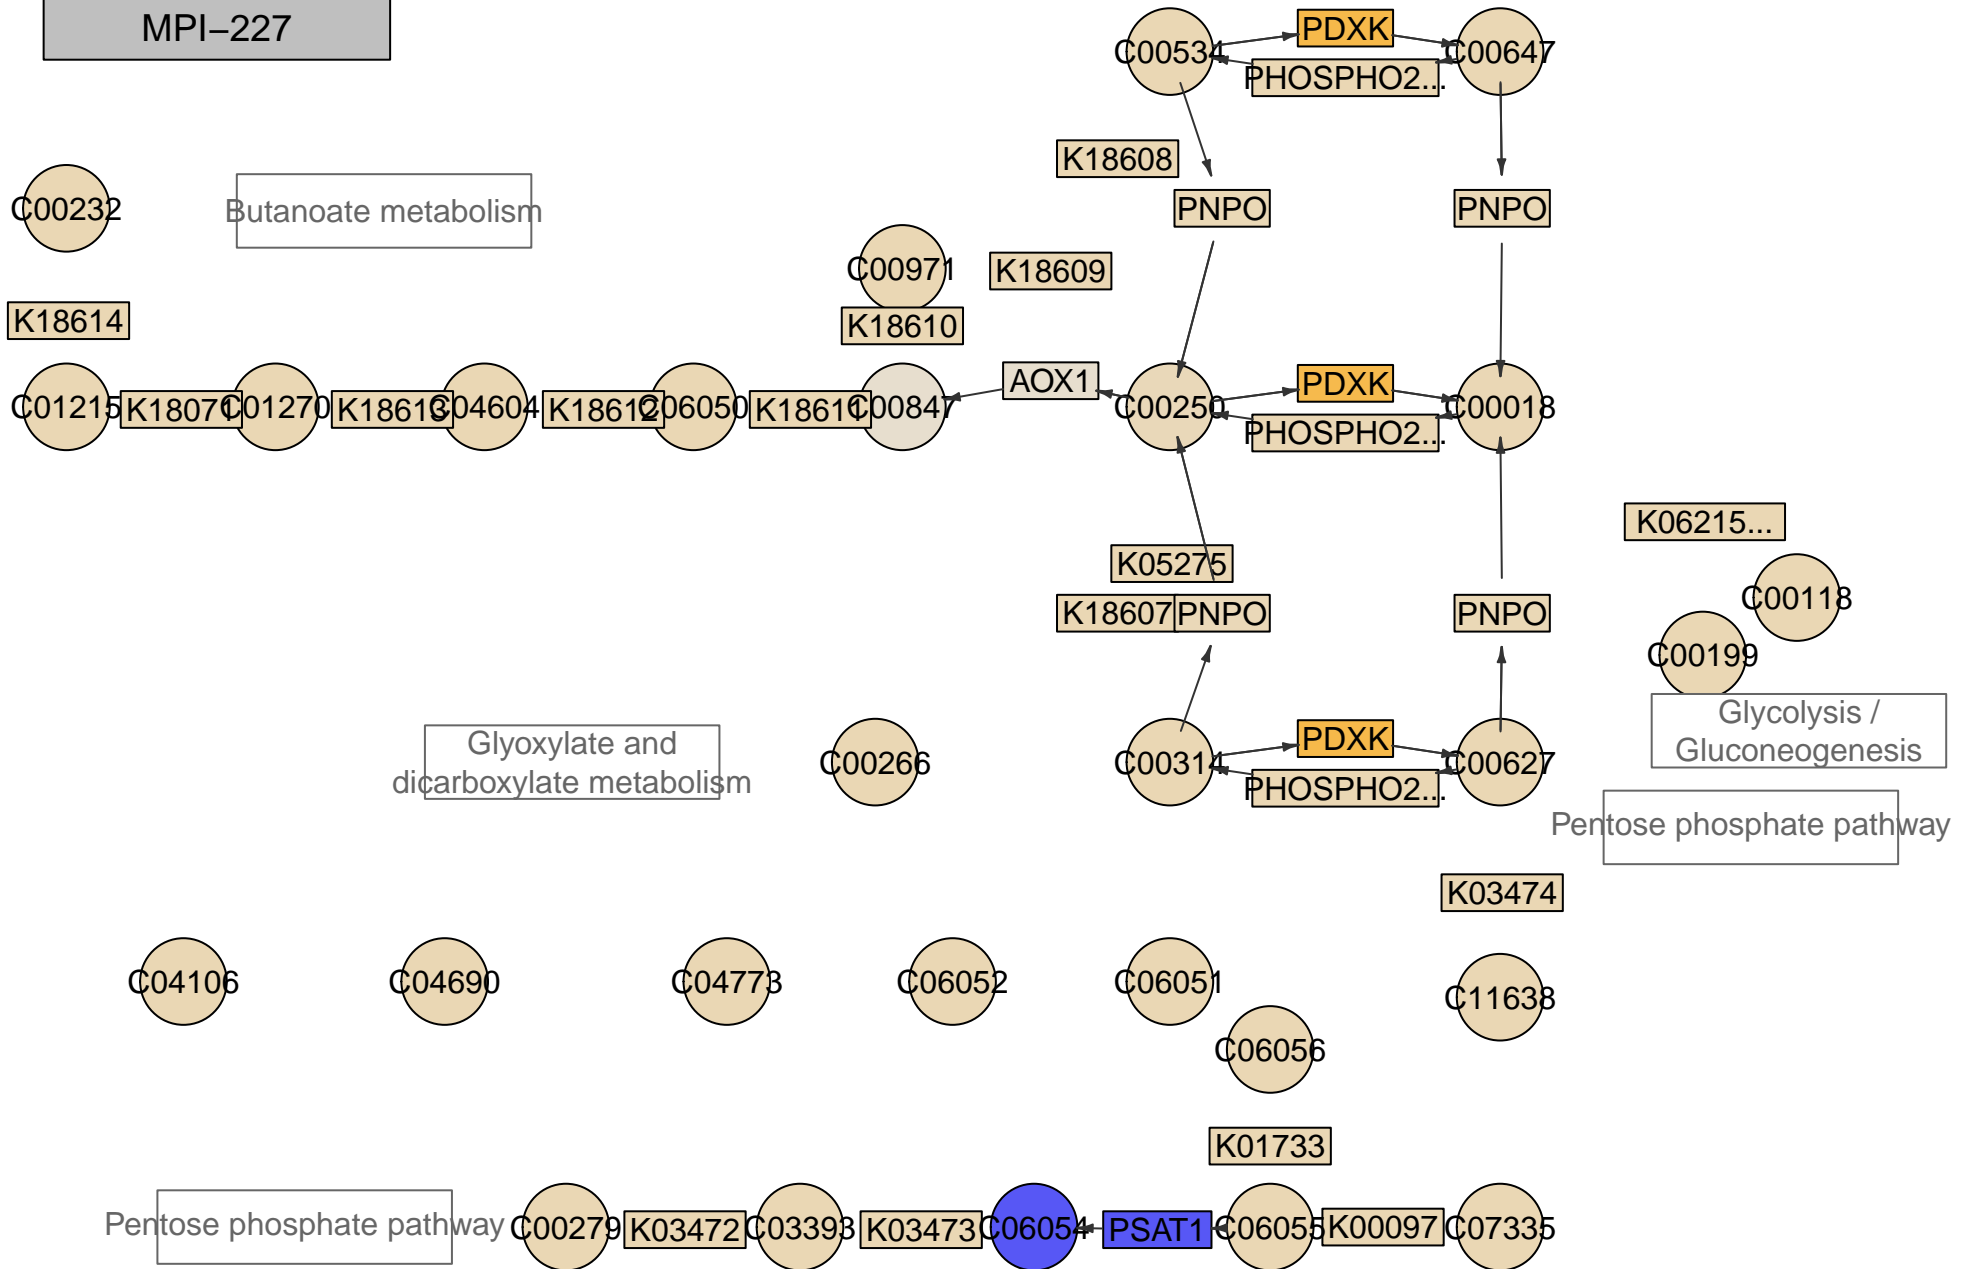 MPI−227
C00534
PDXK
C00647
PHOSPHO2...
K18608
C00232
Butanoate metabolism
PNPO
PNPO
C00971
K18609
K18614
K18610
AOX1
PDXK
C01215
K18071
C01270
K18613
C04604
K18612
C06050
K18611
C00847
C00250
C00018
PHOSPHO2...
K06215...
K05275
C00118
K18607
PNPO
PNPO
C00199
Glycolysis /
Gluconeogenesis
Glyoxylate and
dicarboxylate metabolism
C00266
C00314
PDXK
C00627
PHOSPHO2...
Pentose phosphate pathway
K03474
C04106
C04690
C04773
C06052
C06051
C11638
C06056
K01733
Pentose phosphate pathway
C00279
K03472
C03393
K03473
C06054
PSAT1
C06055
K00097
C07335